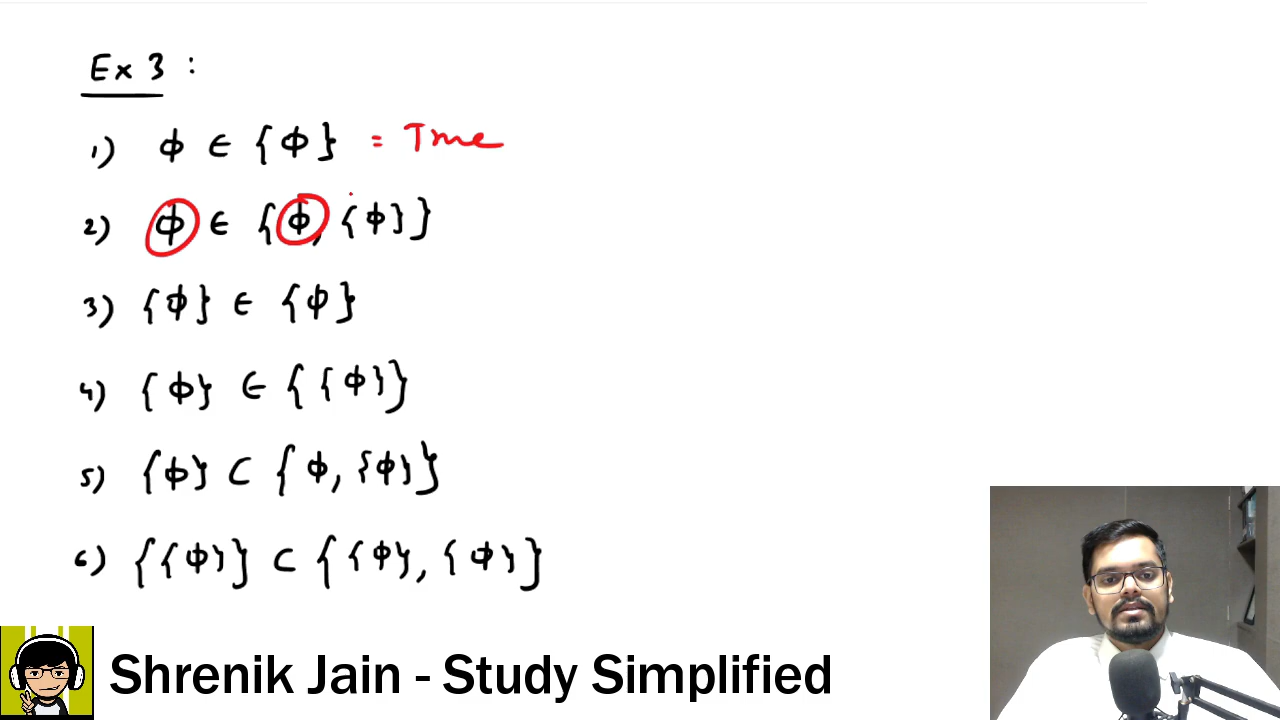 Ex 3 :
1) Φ ∈ {Φ} = True
2) Φ ∈ {Φ, {Φ}}
3) {Φ} ∈ {Φ}
4) {Φ} ∈ {{Φ}}
5) {Φ} ⊂ {Φ, {Φ}}
6) {{Φ}} ⊂ {{Φ}, {Φ}}
Shrenik Jain - Study Simplified